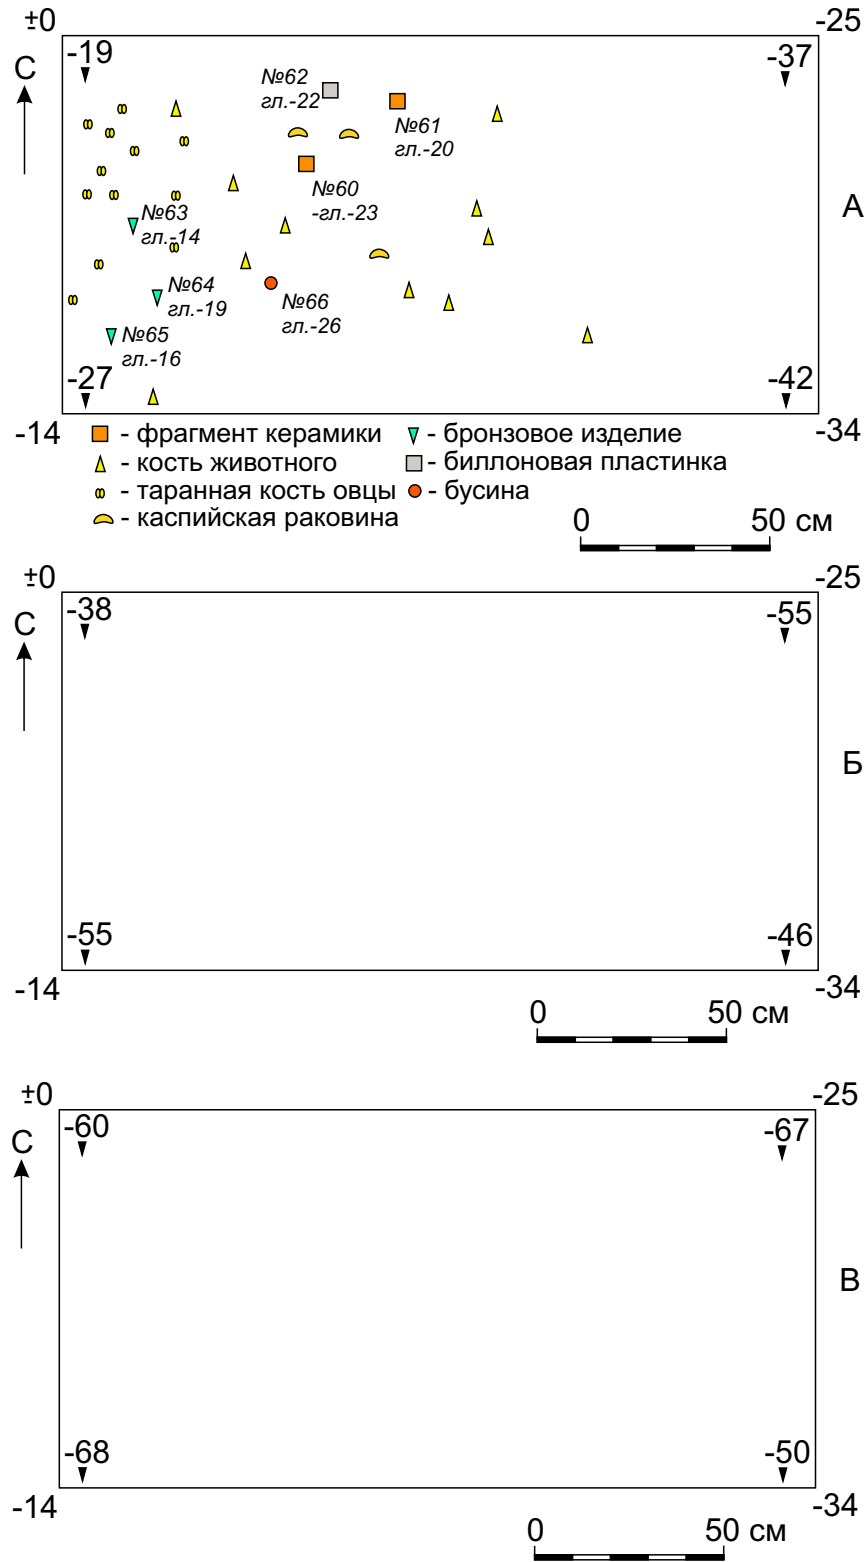 ±0
-25
-19
-37
С
№62
гл.-22
№61
гл.-20
№60
-гл.-23
А
№63
гл.-14
№64
гл.-19
№66
гл.-26
№65
гл.-16
-27
-42
-14
-34
- фрагмент керамики
- бронзовое изделие
- кость животного
- биллоновая пластинка
- таранная кость овцы
- бусина
- каспийская раковина
0 50 см
±0
-25
-38
-55
С
Б
-55
-46
-14
-34
0 50 см
±0
-25
-60
-67
С
В
-68
-50
-14
-34
0 50 см